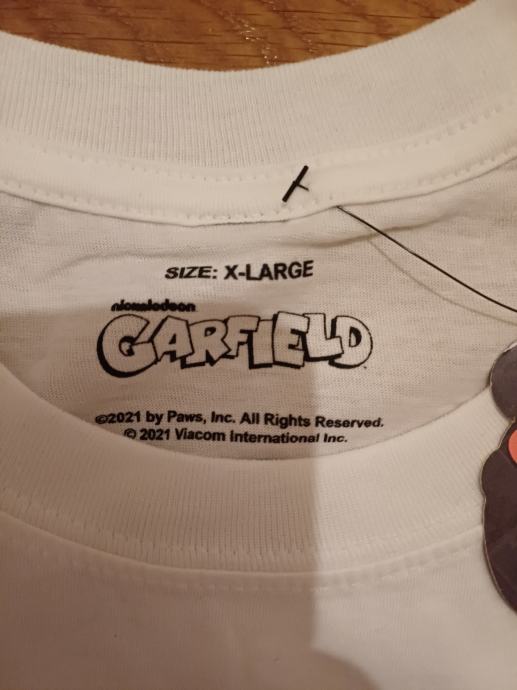 SIZE: X-LARGE
nickelodeon
GARFIELD
©2021 by Paws, Inc. All Rights Reserved.
© 2021 Viacom International Inc.